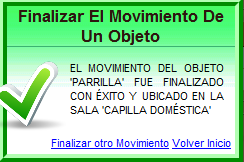 Finalizar El Movimiento De
Un Objeto
EL MOVIMIENTO DEL OBJETO
'PARRILLA' FUE FINALIZADO
CON ÉXITO Y UBICADO EN LA
SALA 'CAPILLA DOMÉSTICA'
Finalizar otro Movimiento Volver Inicio